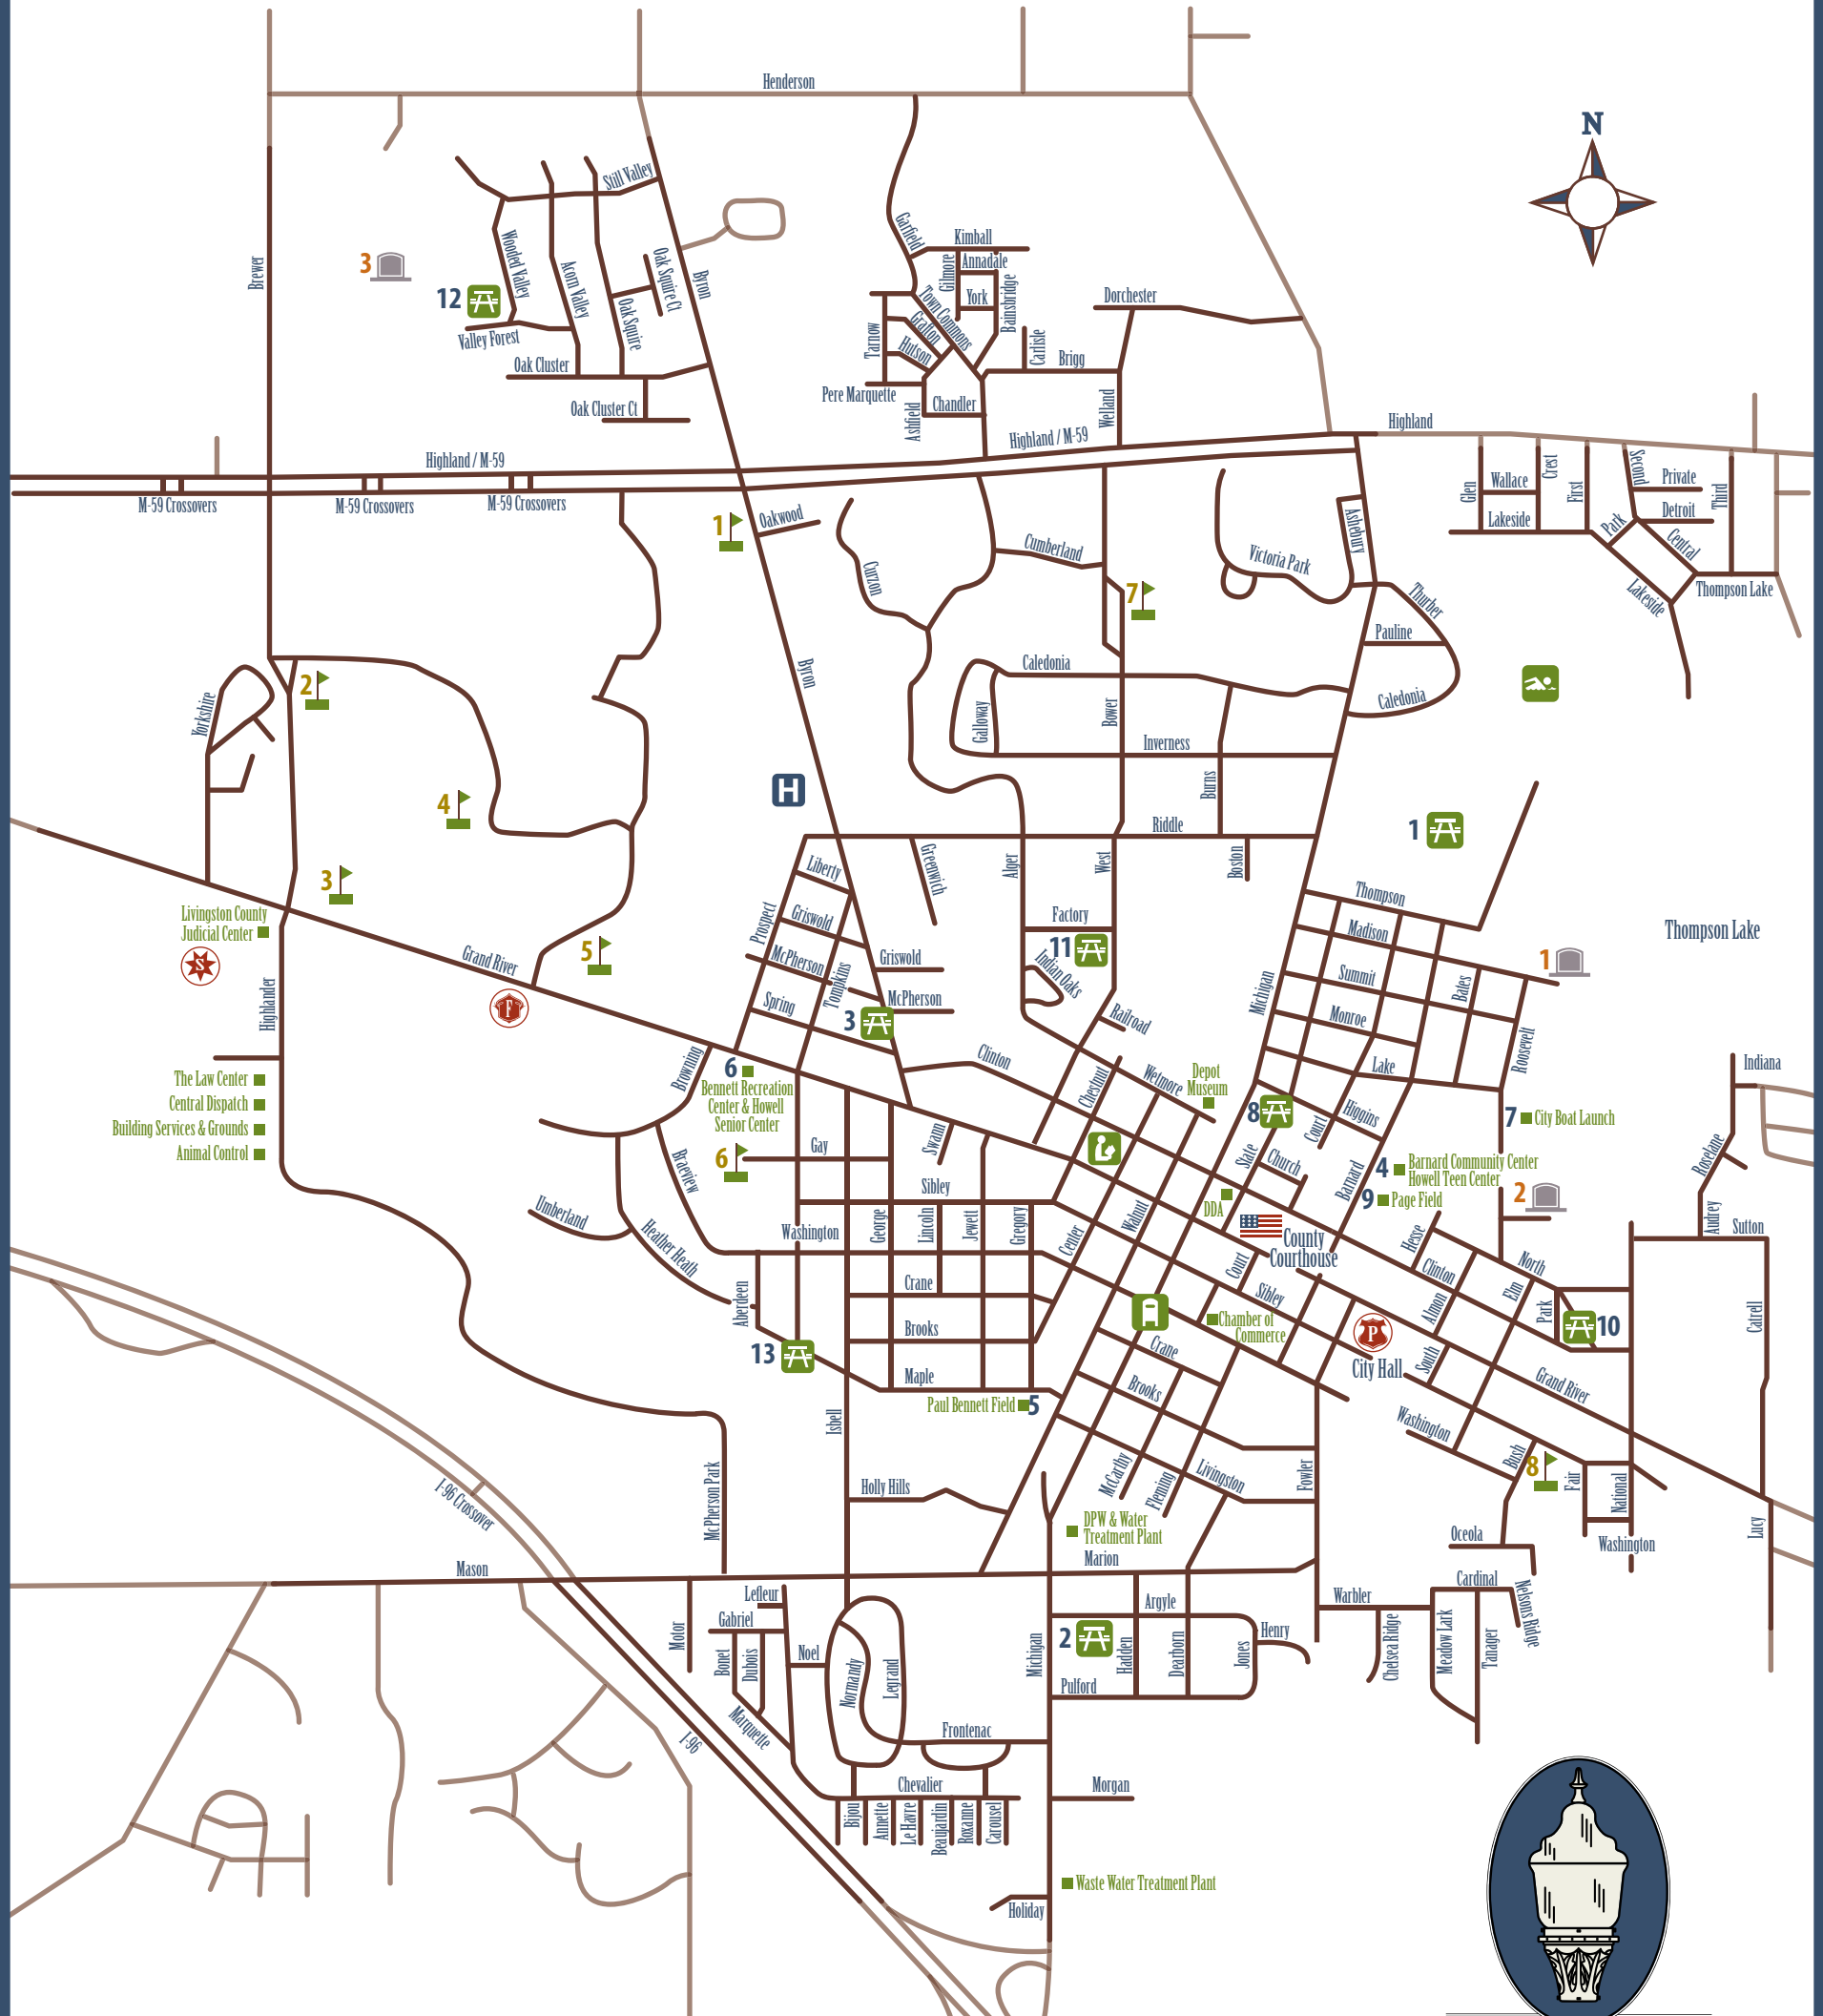 Henderson
N
Still Valley
Brewer
3
12
Wooded Valley
Acorn Valley
Oak Squire Ct
Oak Squire
Byron
Valley Forest
Oak Cluster
Oak Cluster Ct
Garfield
Kimball
Gilmore
Annadale
York
Bainsbridge
Town Commons
Grafton
Hutson
Tarnow
Carlisle
Brigg
Dorchester
Pere Marquette
Ashfield
Chandler
Welland
Highland / M-59
Highland / M-59
Highland
M-59 Crossovers
M-59 Crossovers
M-59 Crossovers
Glen
Wallace
Crest
First
Second
Private
Third
Detroit
Lakeside
Park
Central
Lakeside
Thompson Lake
1
Oakwood
Curzon
Cumberland
Victoria Park
Ashebury
7
Thurber
Pauline
Caledonia
Caledonia
Byron
2
Yorkshire
Galloway
Bower
Inverness
Burns
H
4
Riddle
1
3
Liberty
Greenwich
Alger
West
Boston
Thompson
Livingston County
Judicial Center
S
Prospect
Griswold
Factory
Madison
Thompson Lake
Grand River
5
McPherson
Griswold
11
Indian Oaks
Summit
1
Tompkins
F
Highlander
Spring
McPherson
3
Michigan
Monroe
Bates
Railroad
Roosevelt
Clinton
Lake
Browning
6
Bennett Recreation
Center & Howell
Senior Center
Chestnut
Wetmore
Depot
Museum
Indiana
The Law Center
Central Dispatch
Building Services & Grounds
Animal Control
8
Court
Higgins
7
City Boat Launch
6
Gay
Swann
State
Church
Barnard
4
Barnard Community Center
Howell Teen Center
Roselane
Braeview
Sibley
9
Page Field
2
DDA
Umberland
Heather Heath
Washington
George
Lincoln
Jewett
Gregory
Center
Walnut
County
Courthouse
Hesse
Audrey
Sutton
Court
Clinton
North
Crane
Sibley
Elm
Aberdeen
Almon
Park
Cattrell
Brooks
Chamber of
Commerce
P
10
13
Crane
City Hall
South
Maple
Brooks
Grand River
Paul Bennett Field
5
Washington
Isbell
Bush
8
I-96 Crossover
McPherson Park
Holly Hills
McCarthy
Fleming
Livingston
Fowler
Fair
National
DPW & Water
Treatment Plant
Oceola
Washington
Lucy
Mason
Marion
Lefleur
Gabriel
Motor
Bonet
Dubois
Noel
Normandy
Legrand
Michigan
2
Argyle
Hadden
Dearborn
Jones
Henry
Warbler
Cardinal
Chelsea Ridge
Meadow Lark
Tanager
Nelsons Ridge
Pulford
Marquette
I-96
Frontenac
Chevalier
Morgan
Bijou
Annette
Le Havre
Beaujardin
Roxanne
Carousel
Waste Water Treatment Plant
Holiday